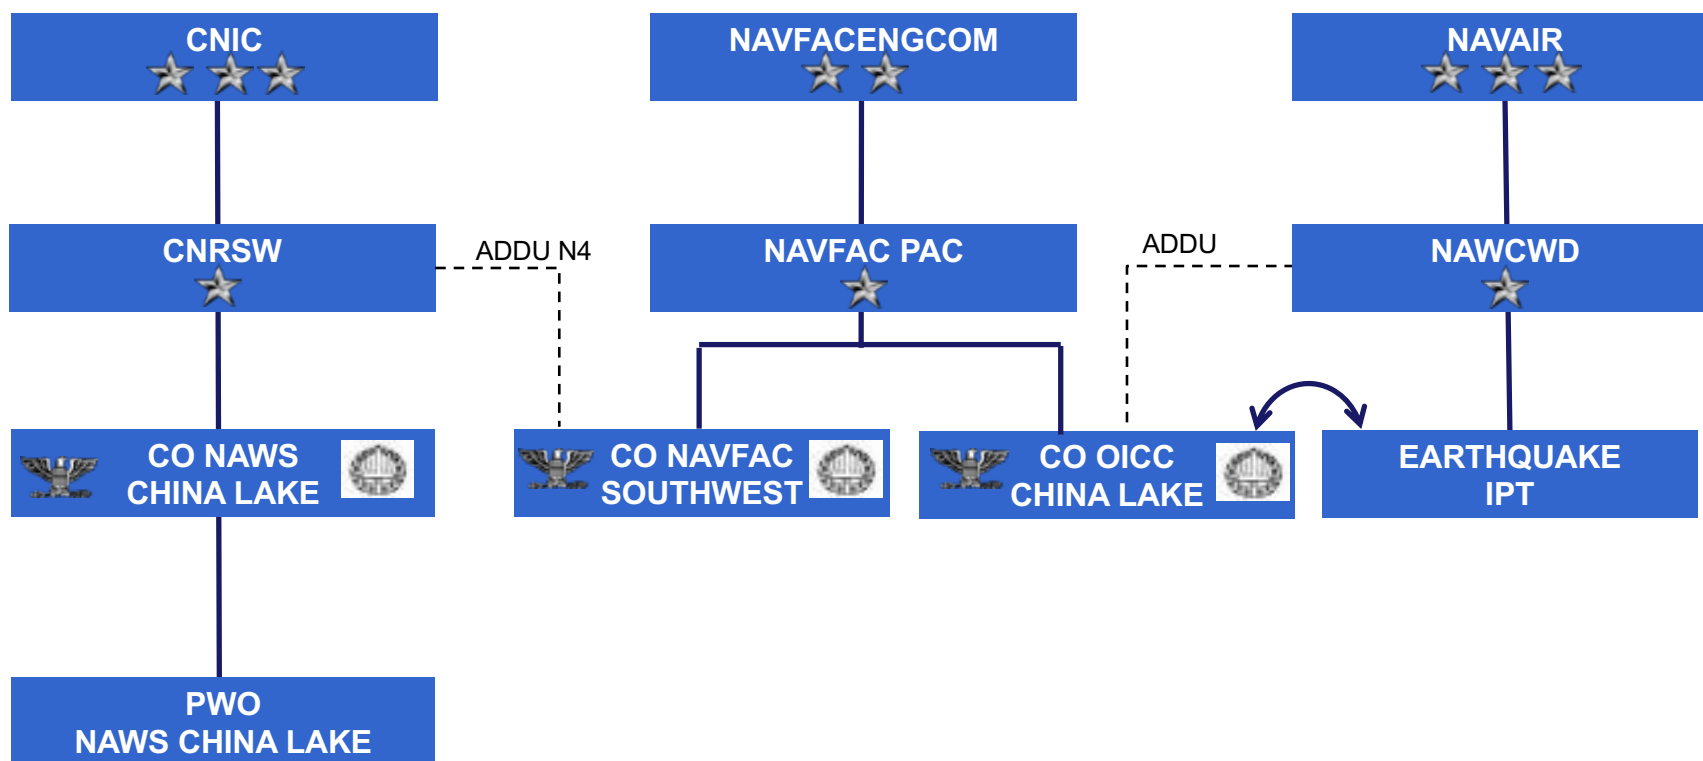 CNIC
NAVFACENGCOM
NAVAIR
CNRSW
ADDU N4
NAVFAC PAC
ADDU
NAWCWD
CO NAWS
CHINA LAKE
CO NAVFAC
SOUTHWEST
CO OICC
CHINA LAKE
EARTHQUAKE
IPT
PWO
NAWS CHINA LAKE